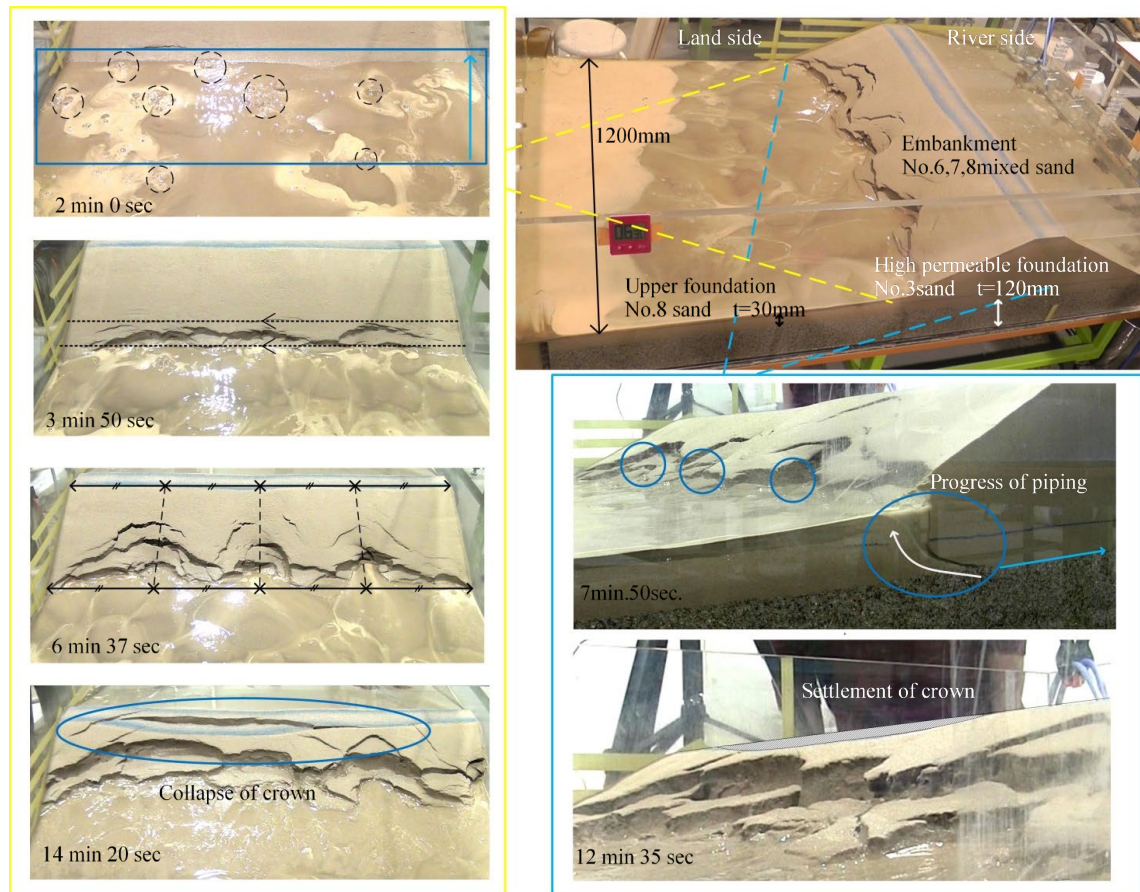 2 min 0 sec
3 min 50 sec
6 min 37 sec
Collapse of crown
14 min 20 sec
Land side
River side
1200mm
Embankment
No.6,7,8mixed sand
Upper foundation
No.8 sand t=30mm
High permeable foundation
No.3sand t=120mm
Progress of piping
7min.50sec.
Settlement of crown
12 min 35 sec